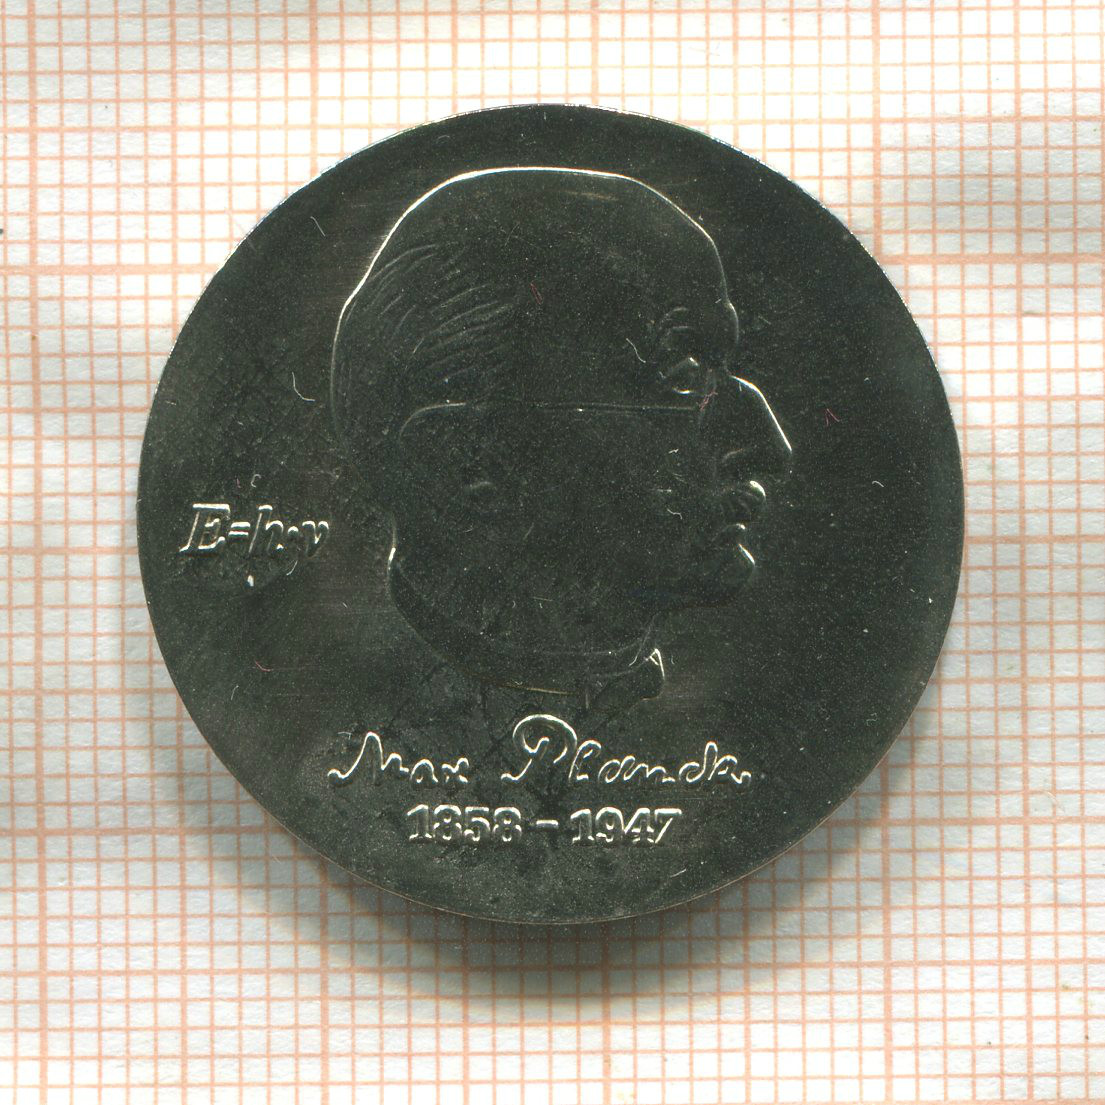 E=h·ν
Max Planck
1858 - 1947